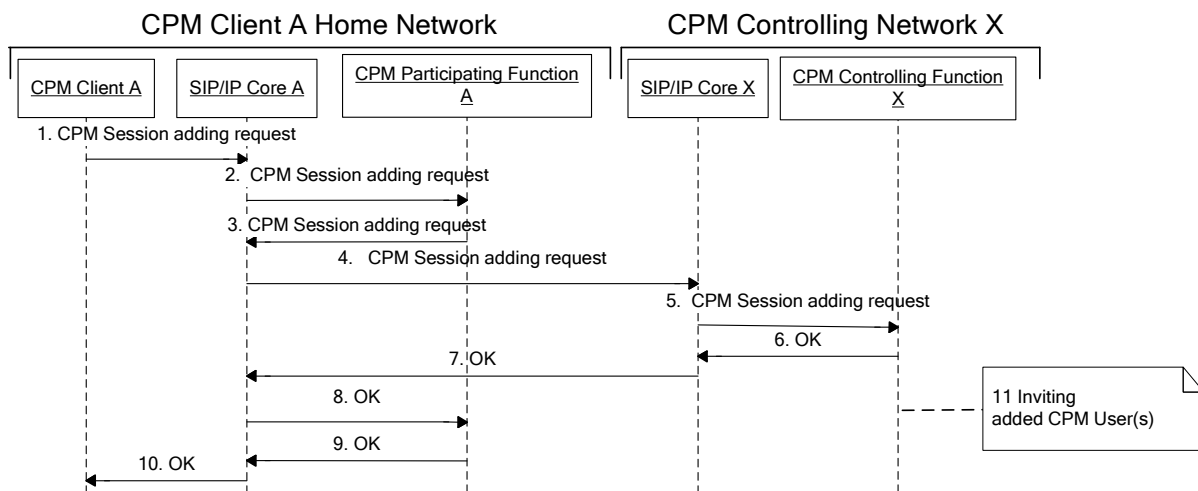 CPM Client A Home Network
CPM Controlling Network X
CPM Client A
SIP/IP Core A
CPM Participating Function
A
SIP/IP Core X
CPM Controlling Function
X
1. CPM Session adding request
2. CPM Session adding request
3. CPM Session adding request
4. CPM Session adding request
5. CPM Session adding request
6. OK
7. OK
8. OK
9. OK
10. OK
11 Inviting
added CPM User(s)